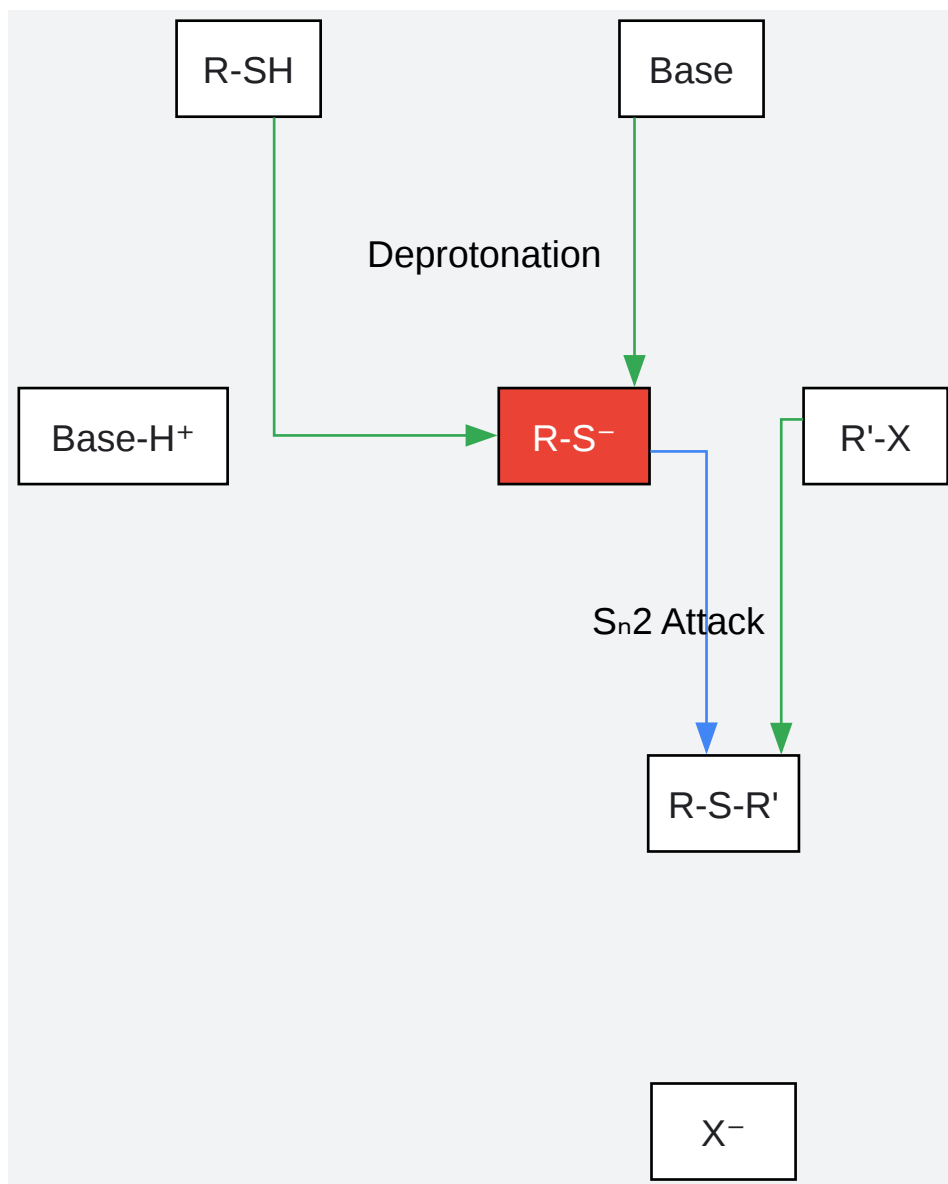 R-SH
Base
Deprotonation
Base-H⁺
R-S⁻
R'-X
Sₙ2 Attack
R-S-R'
X⁻